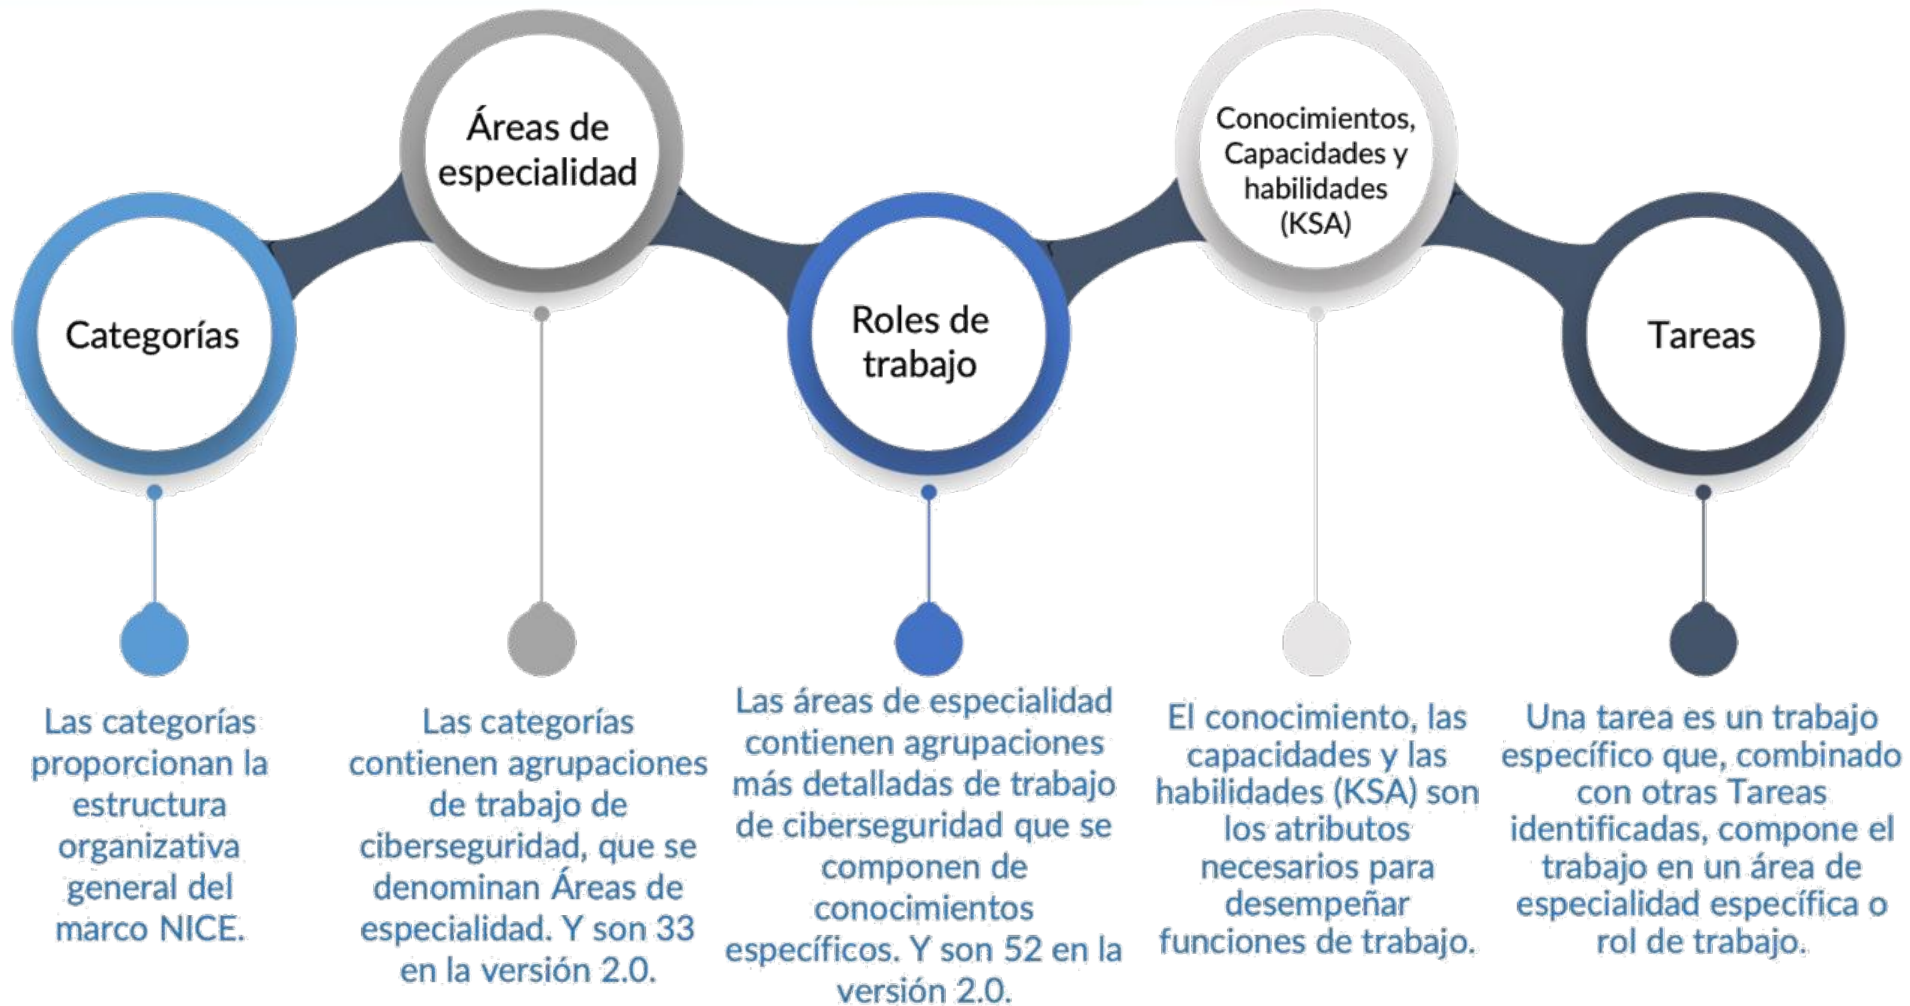 Categorías
Áreas de
especialidad
Roles de
trabajo
Conocimientos,
Capacidades y
habilidades
(KSA)
Tareas
Las categorías
proporcionan la
estructura
organizativa
general del
marco NICE.
Las categorías
contienen agrupaciones
de trabajo de
ciberseguridad, que se
denominan Áreas de
especialidad. Y son 33
en la versión 2.0.
Las áreas de especialidad
contienen agrupaciones
más detalladas de trabajo
de ciberseguridad que se
componen de
conocimientos
específicos. Y son 52 en la
versión 2.0.
El conocimiento, las
capacidades y las
habilidades (KSA) son
los atributos
necesarios para
desempeñar
funciones de trabajo.
Una tarea es un trabajo
específico que, combinado
con otras Tareas
identificadas, compone el
trabajo en un área de
especialidad específica o
rol de trabajo.